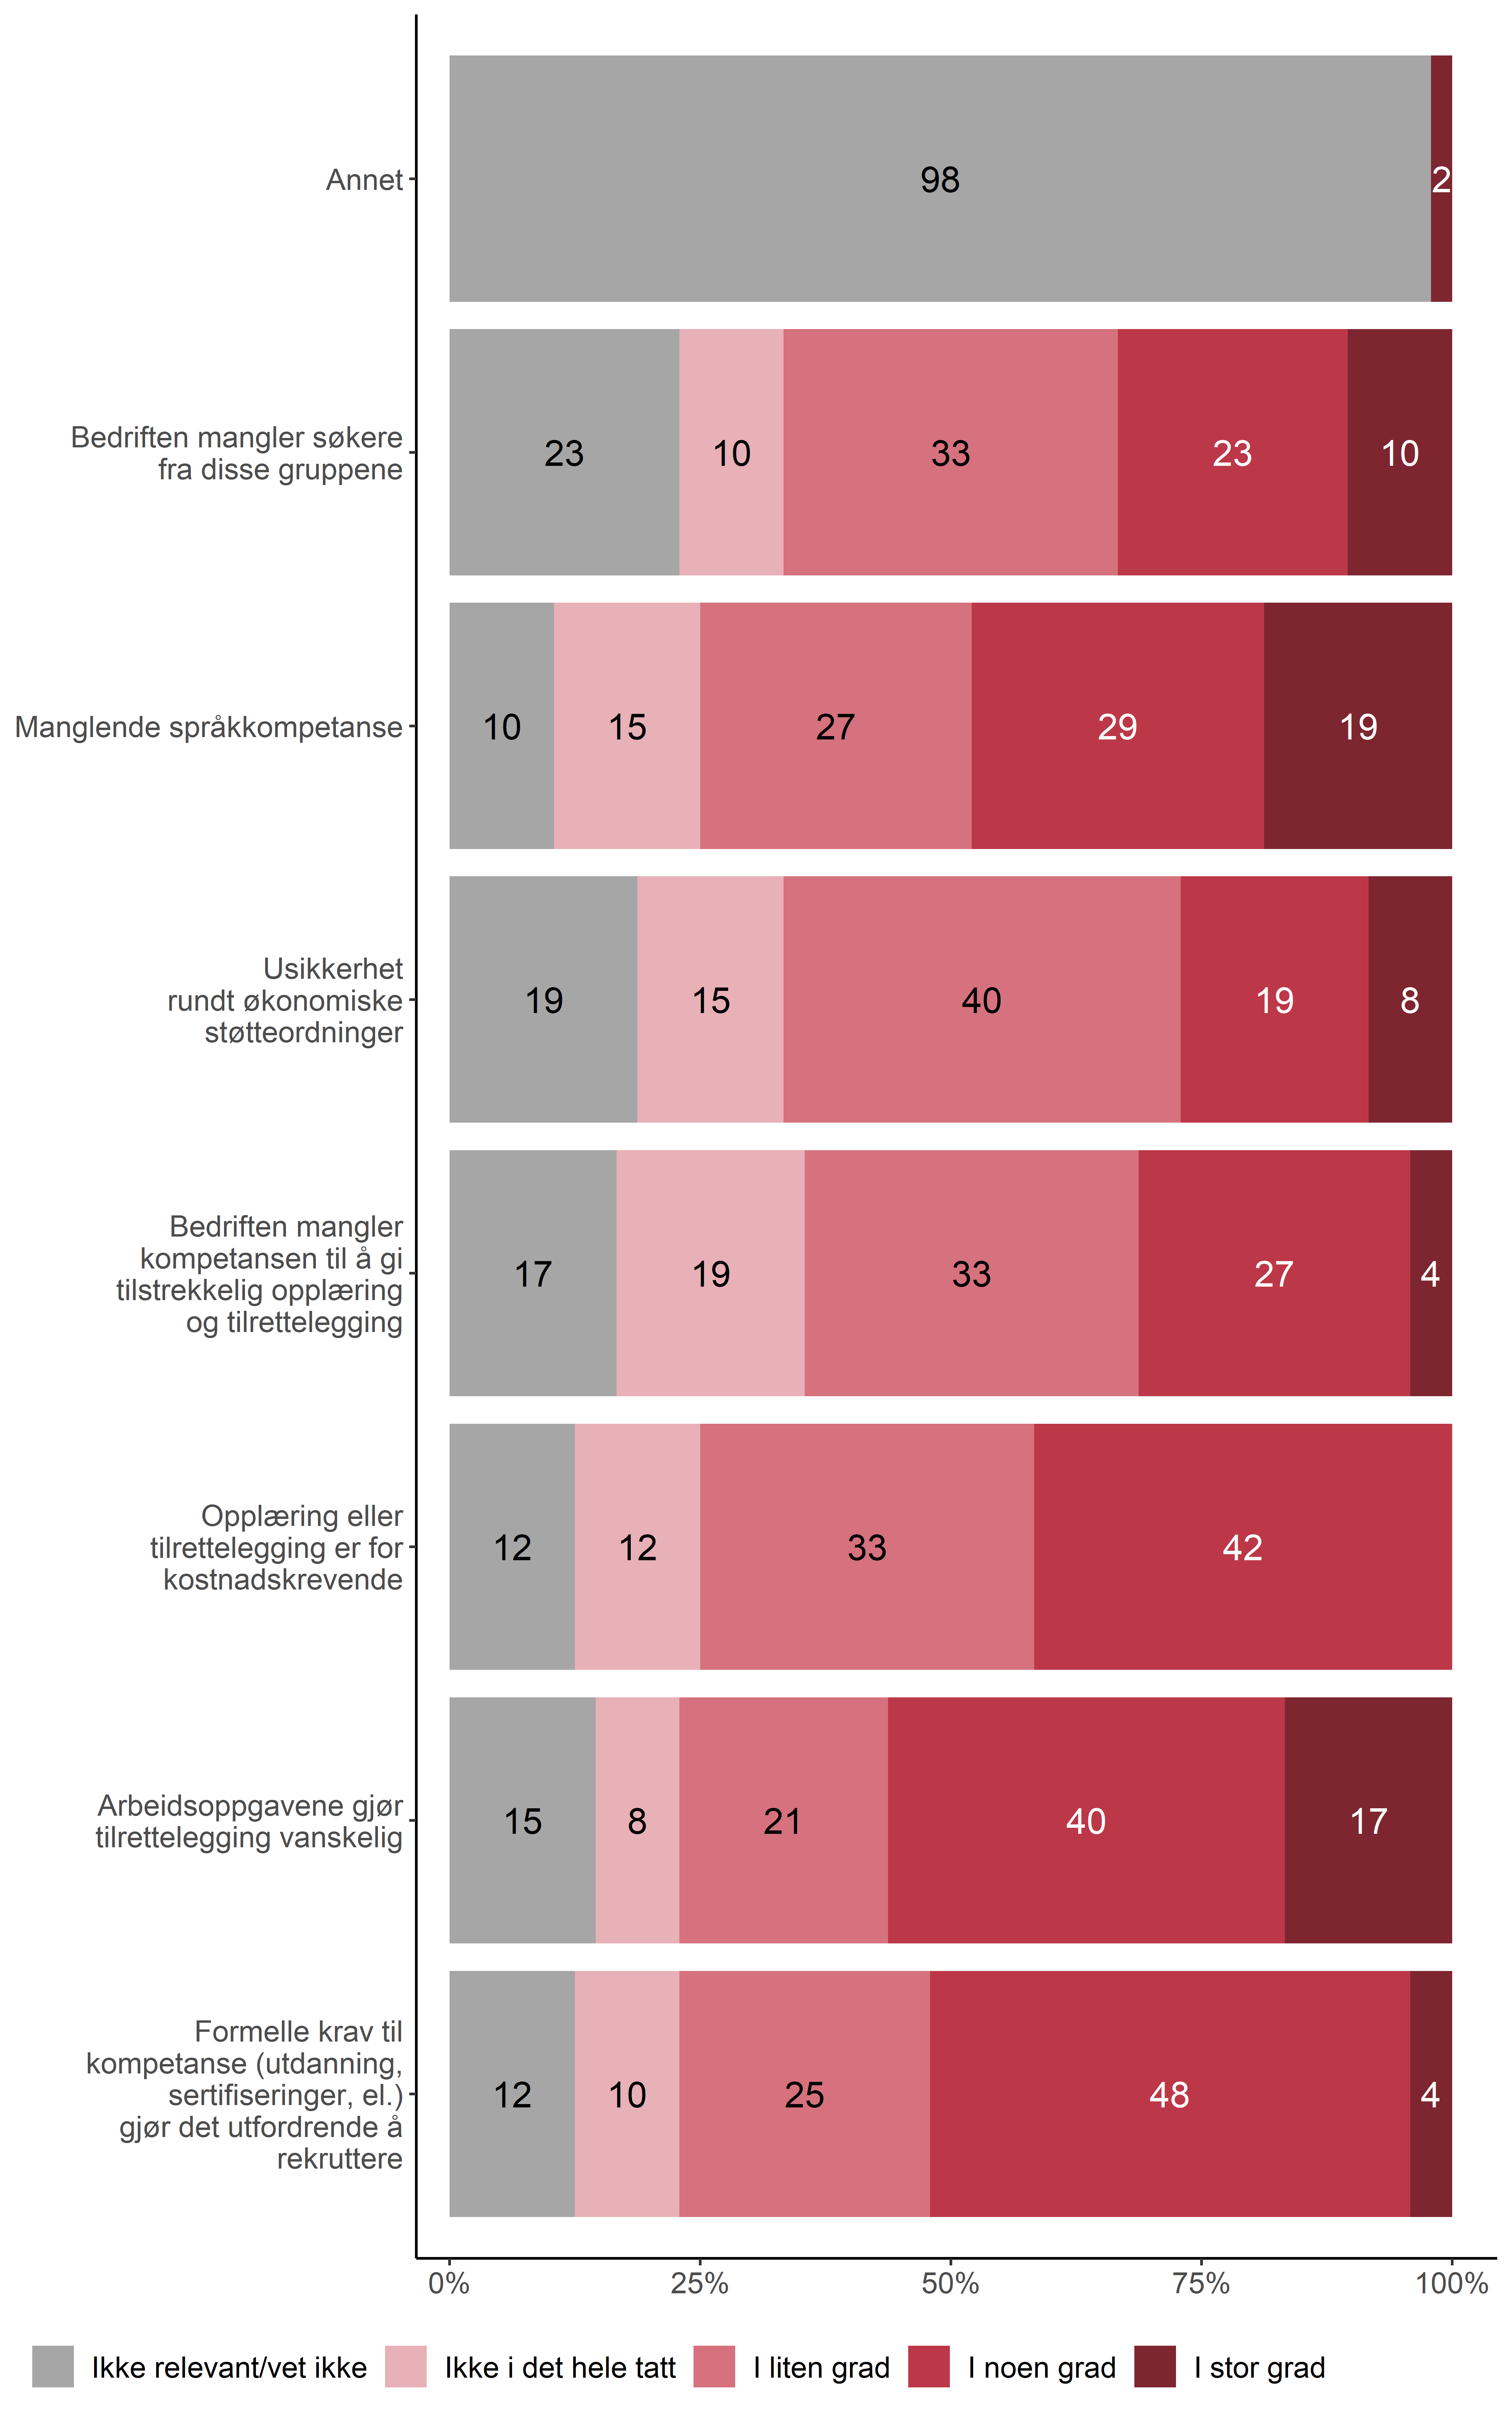 Annet
98
2
Bedriften mangler søkere
fra disse gruppene
23
10
33
23
10
Manglende språkkompetanse
10
15
27
29
19
Usikkerhet
rundt økonomiske
støtteordninger
19
15
40
19
8
Bedriften mangler
kompetansen til å gi
tilstrekkelig opplæring
og tilrettelegging
17
19
33
27
4
Opplæring eller
tilrettelegging er for
kostnadskrevende
12
12
33
42
Arbeidsoppgavene gjør
tilrettelegging vanskelig
15
8
21
40
17
Formelle krav til
kompetanse (utdanning,
sertifiseringer, el.)
gjør det utfordrende å
rekruttere
12
10
25
48
4
0%
25%
50%
75%
100%
Ikke relevant/vet ikke
Ikke i det hele tatt
I liten grad
I noen grad
I stor grad